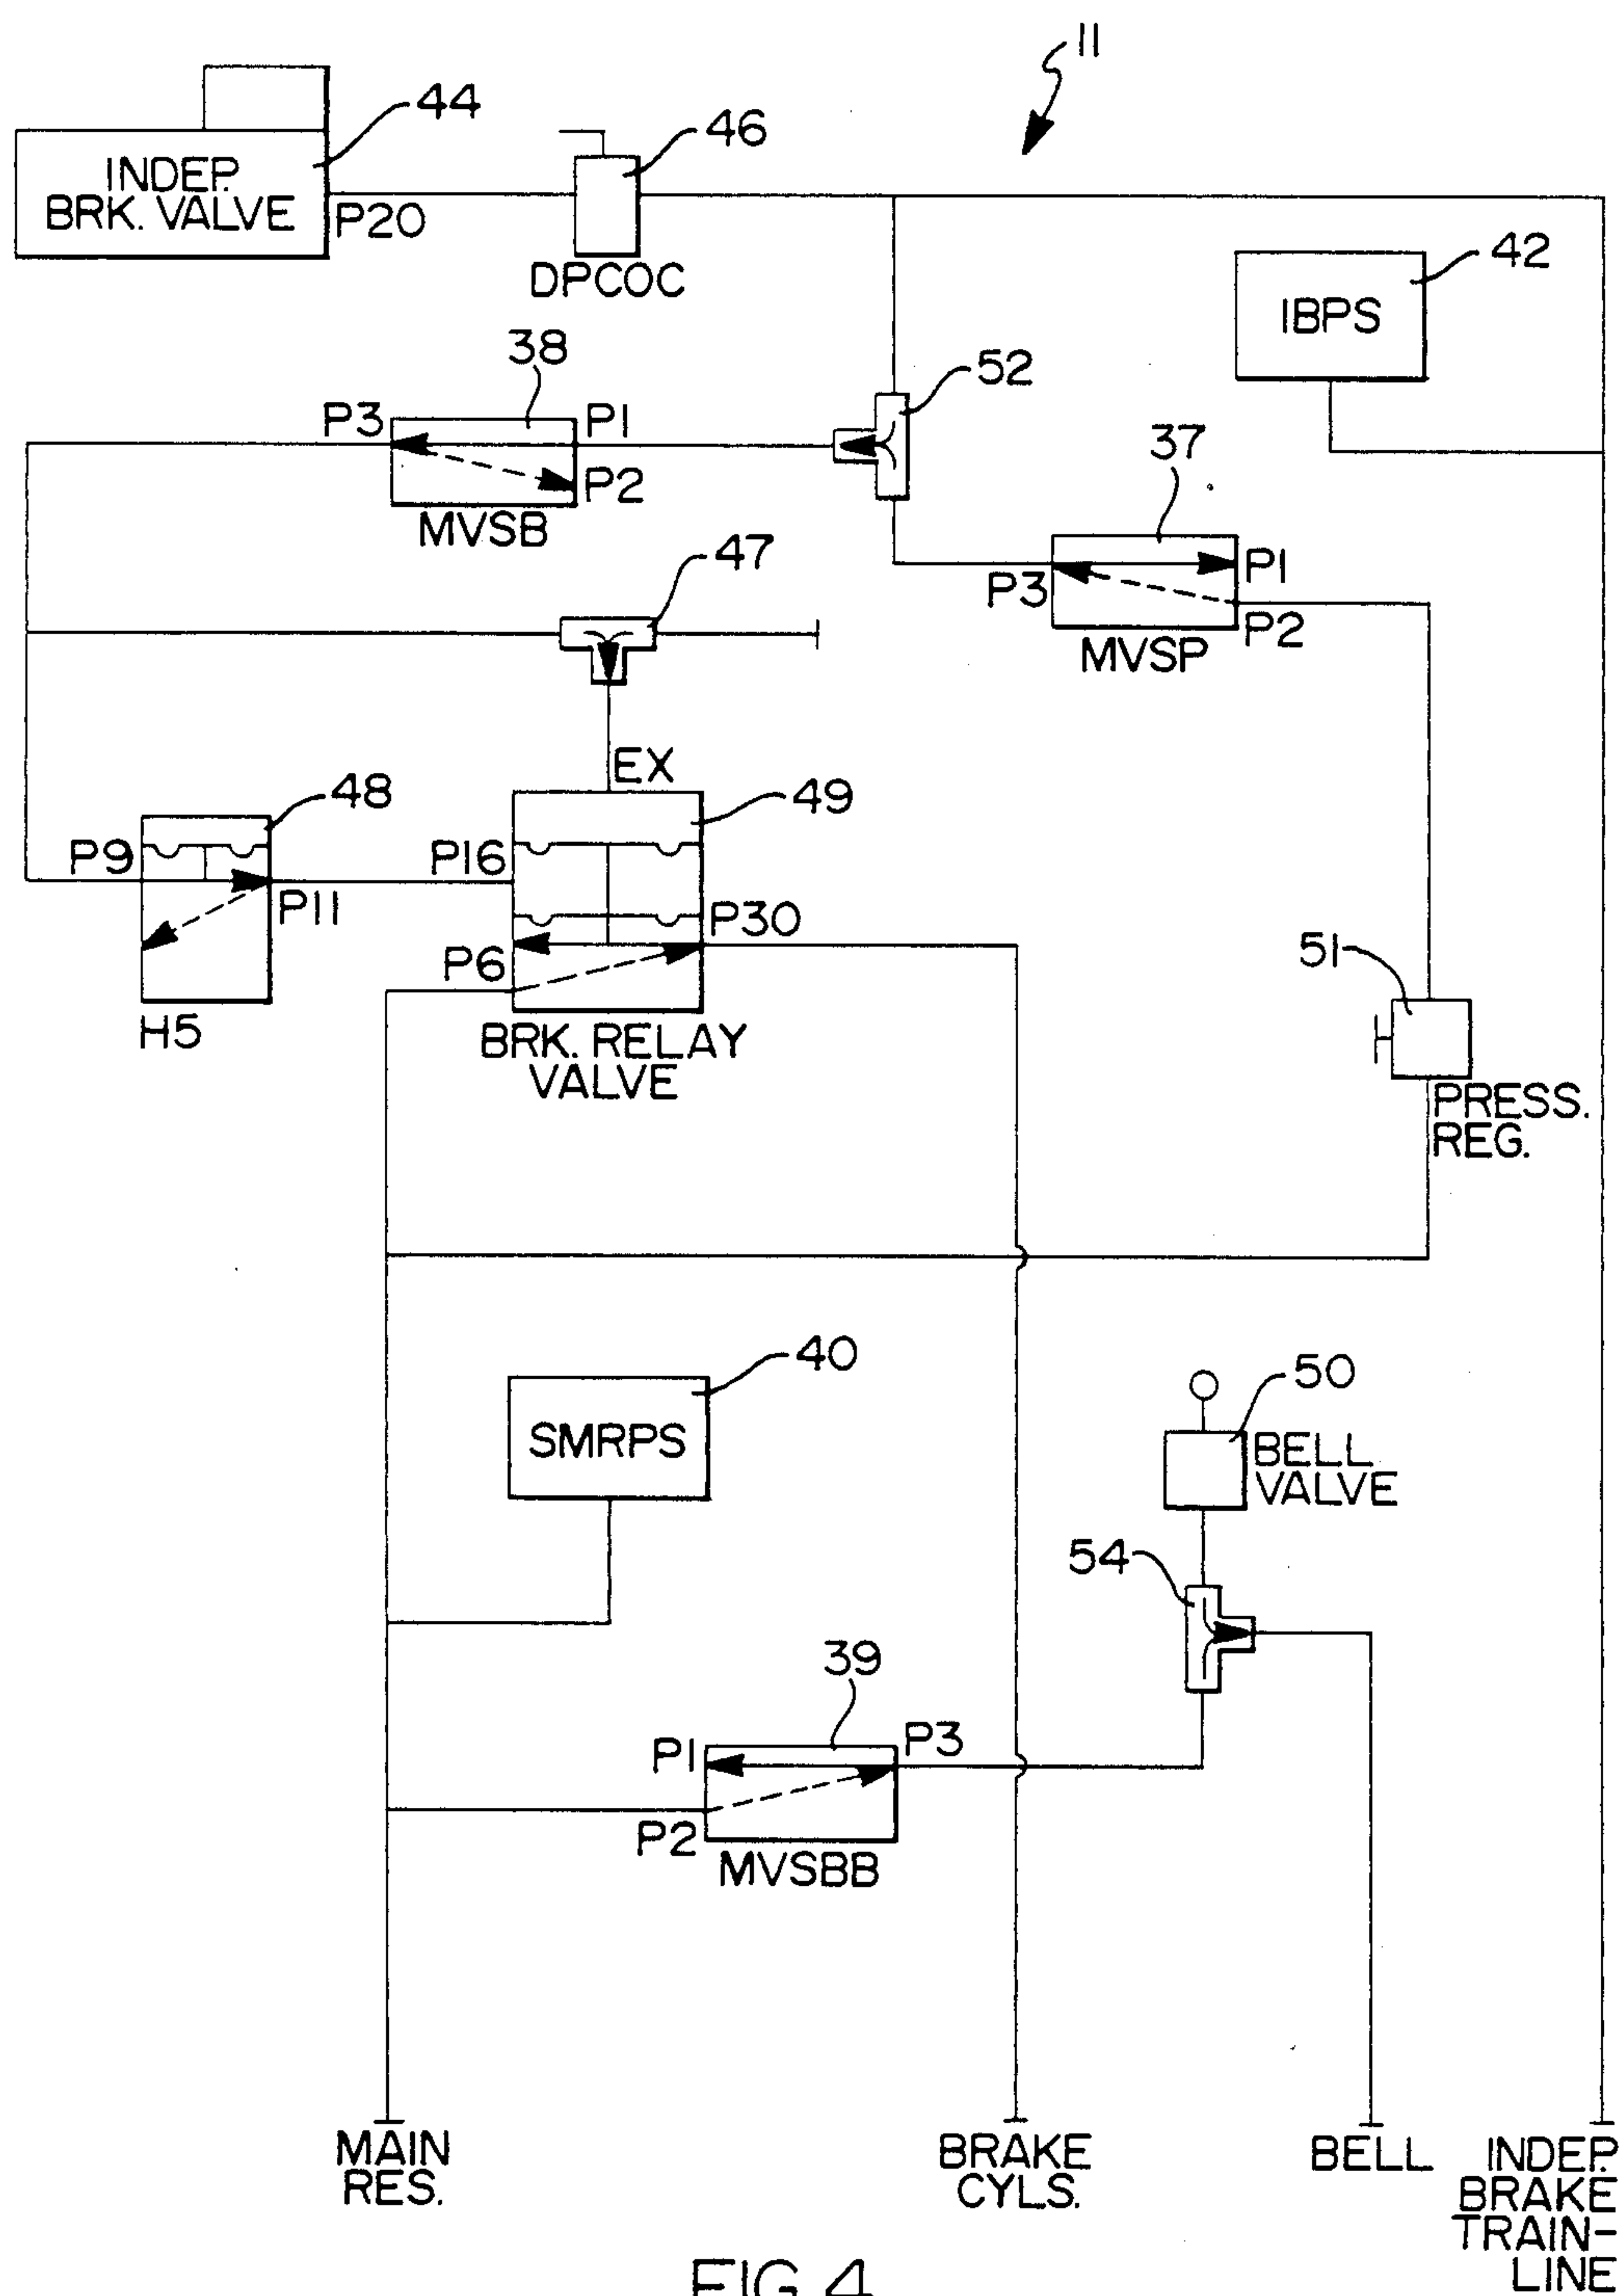 11
44
46
INDEP.
BRK. VALVE
P20
DPCOC
42
IBPS
38
52
P3
P1
P2
MVSB
37
P3
P1
P2
MVSP
47
EX
48
49
P9
P11
P16
P30
P6
H5
BRK. RELAY
VALVE
51
PRESS.
REG.
40
SMRPS
50
BELL
VALVE
54
39
P1
P3
P2
MVSBB
MAIN
RES.
BRAKE
CYLS.
BELL
INDEP.
BRAKE
TRAIN-
LINE
FIG. 4